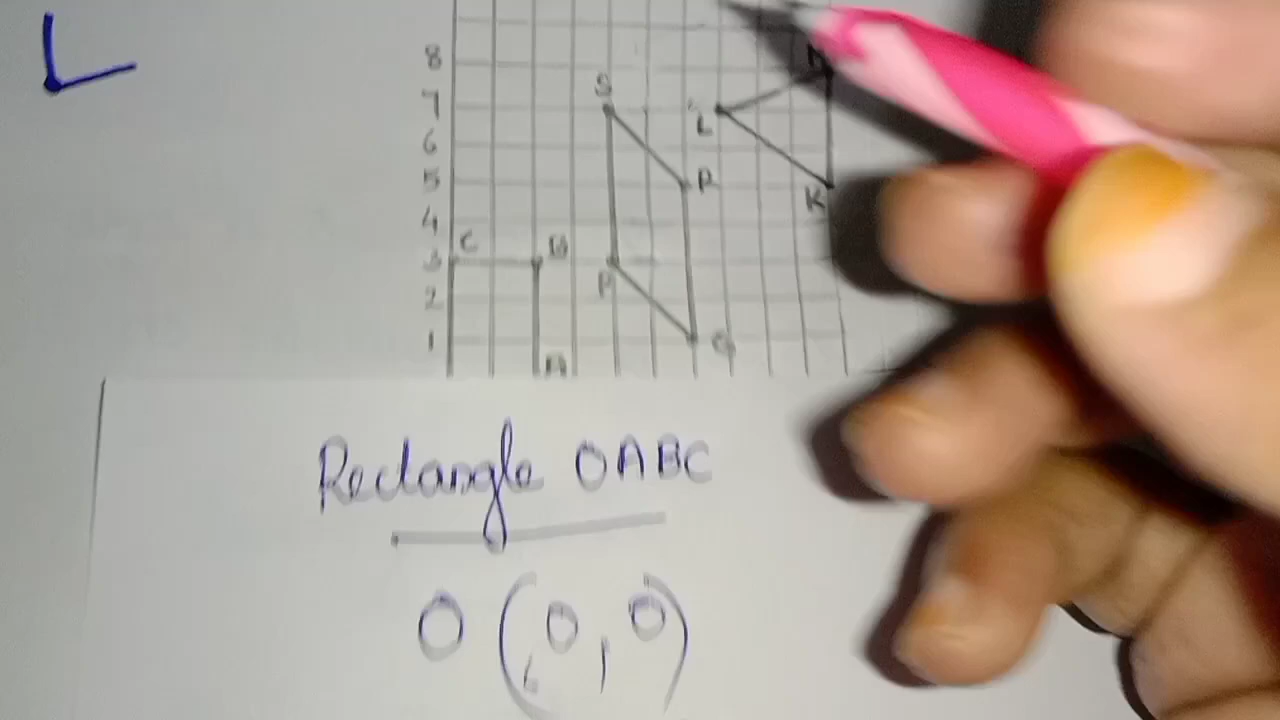 8
7 S L
6
5 P K
4
3 C B
2 P
1 Q A
Rectangle OABC
O (0, 0)